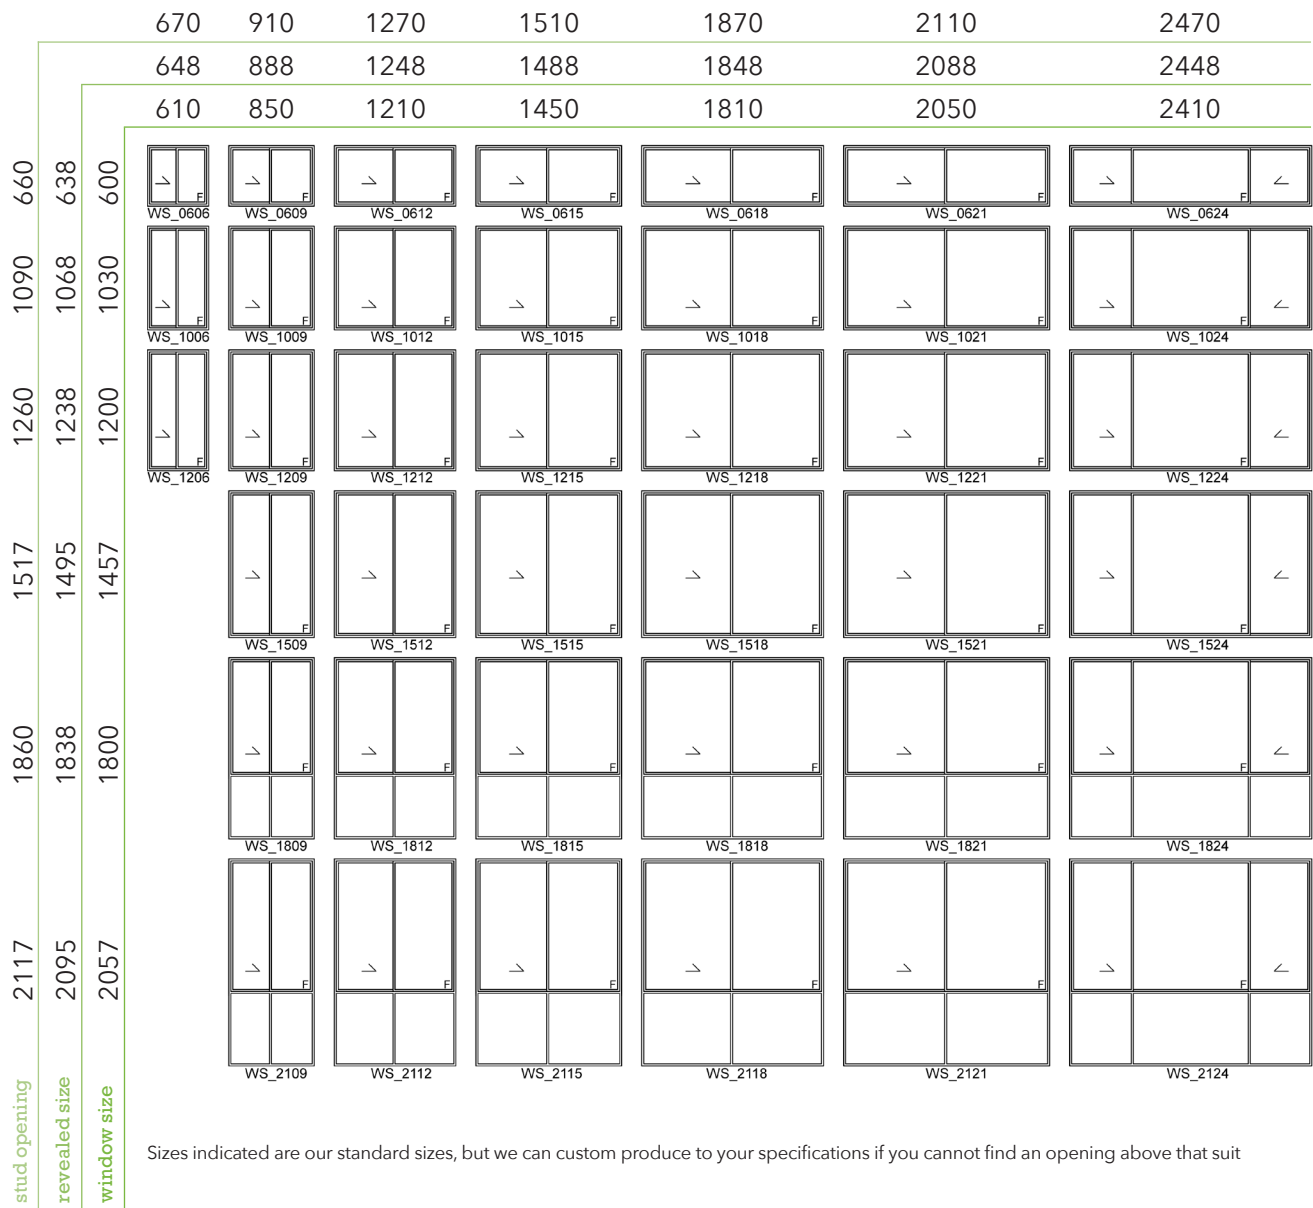 670 910 1270 1510 1870 2110 2470
648 888 1248 1488 1848 2088 2448
610 850 1210 1450 1810 2050 2410
660 638 600
F F F F F F F
WS_0606 WS_0609 WS_0612 WS_0615 WS_0618 WS_0621 WS_0624
1090 1068 1030
F F F F F F F
WS_1006 WS_1009 WS_1012 WS_1015 WS_1018 WS_1021 WS_1024
1260 1238 1200
F F F F F F F
WS_1206 WS_1209 WS_1212 WS_1215 WS_1218 WS_1221 WS_1224
1517 1495 1457
F F F F F F
WS_1509 WS_1512 WS_1515 WS_1518 WS_1521 WS_1524
1860 1838 1800
F F F F F F
WS_1809 WS_1812 WS_1815 WS_1818 WS_1821 WS_1824
2117 2095 2057
F F F F F F
WS_2109 WS_2112 WS_2115 WS_2118 WS_2121 WS_2124
stud opening
revealed size
window size
Sizes indicated are our standard sizes, but we can custom produce to your specifications if you cannot find an opening above that suit